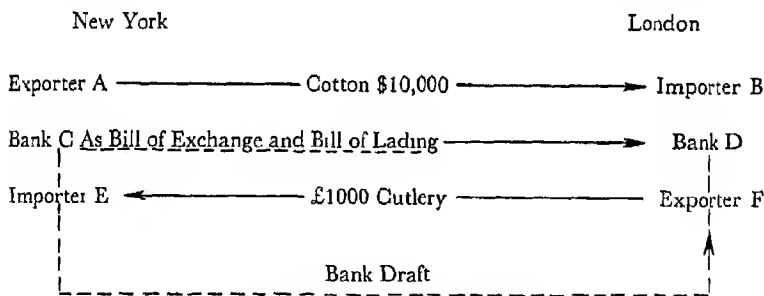 New York London
Exporter A Cotton $10,000 Importer B
Bank C As Bill of Exchange and Bill of Lading Bank D
Importer E £1000 Cutlery Exporter F
Bank Draft